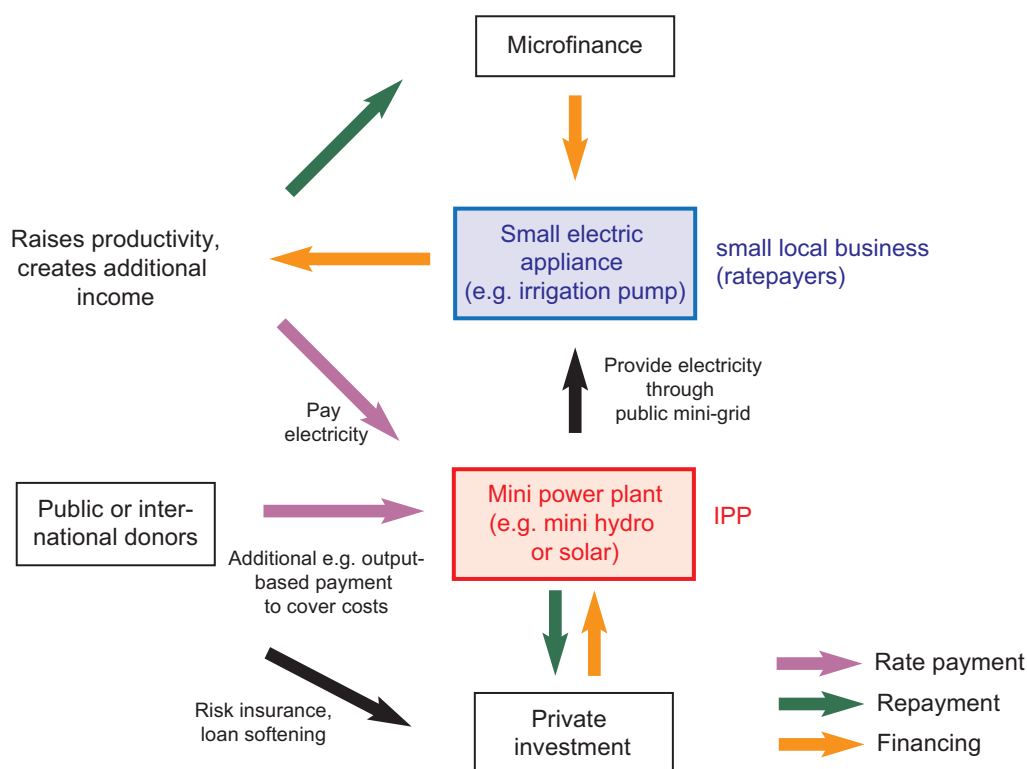 Microfinance
Raises productivity,
creates additional
income
Small electric
appliance
(e.g. irrigation pump)
small local business
(ratepayers)
Provide electricity
through
public mini-grid
Pay
electricity
Public or inter-
national donors
Mini power plant
(e.g. mini hydro
or solar)
IPP
Additional e.g. output-
based payment
to cover costs
Risk insurance,
loan softening
Private
investment
Rate payment
Repayment
Financing